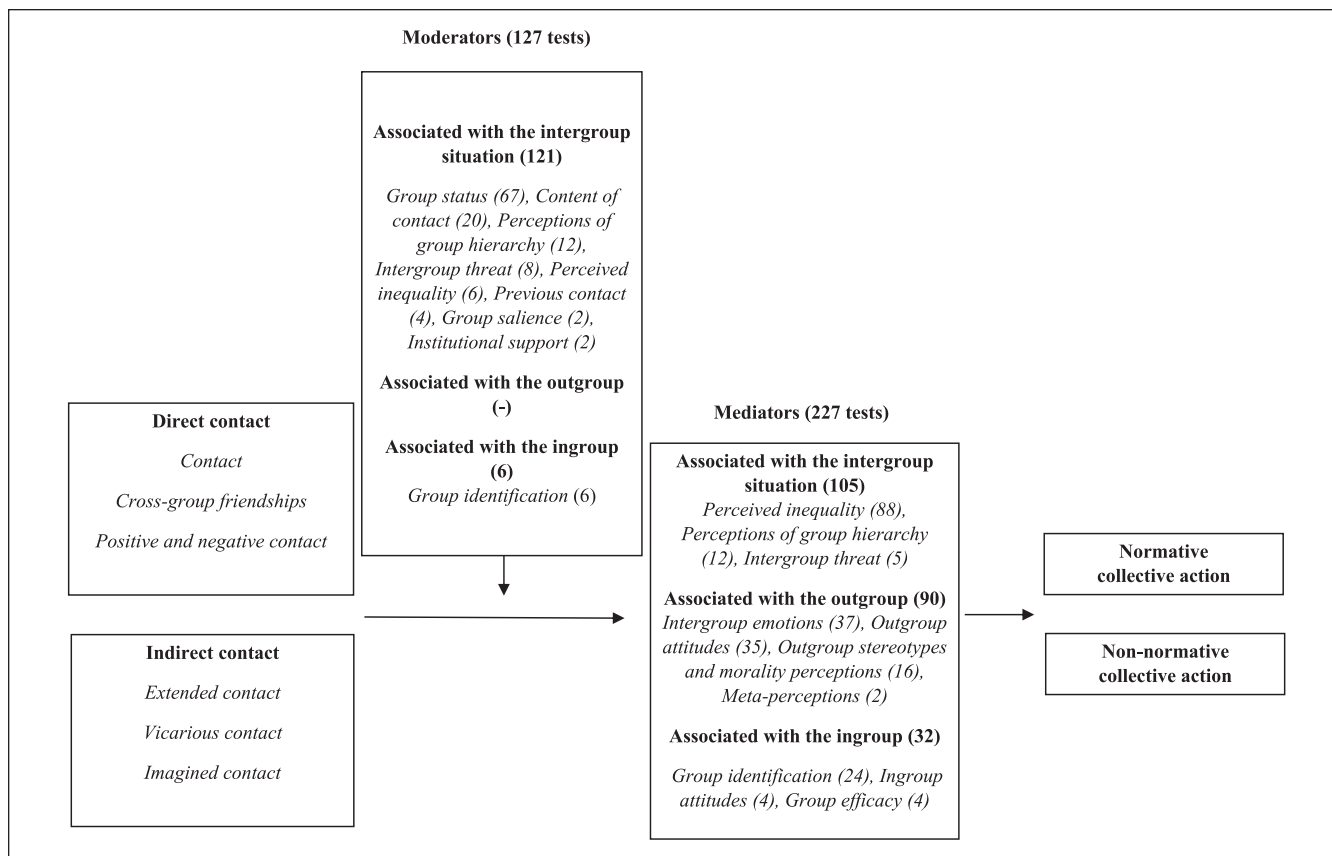 Moderators (127 tests)
Associated with the intergroup
situation (121)
Group status (67), Content of
contact (20), Perceptions of
group hierarchy (12),
Intergroup threat (8), Perceived
inequality (6), Previous contact
(4), Group salience (2),
Institutional support (2)
Associated with the outgroup
(-)
Associated with the ingroup
(6)
Group identification (6)
Direct contact
Contact
Cross-group friendships
Positive and negative contact
Indirect contact
Extended contact
Vicarious contact
Imagined contact
Mediators (227 tests)
Associated with the intergroup
situation (105)
Perceived inequality (88),
Perceptions of group hierarchy
(12), Intergroup threat (5)
Associated with the outgroup (90)
Intergroup emotions (37), Outgroup
attitudes (35), Outgroup stereotypes
and morality perceptions (16),
Meta-perceptions (2)
Associated with the ingroup (32)
Group identification (24), Ingroup
attitudes (4), Group efficacy (4)
Normative
collective action
Non-normative
collective action